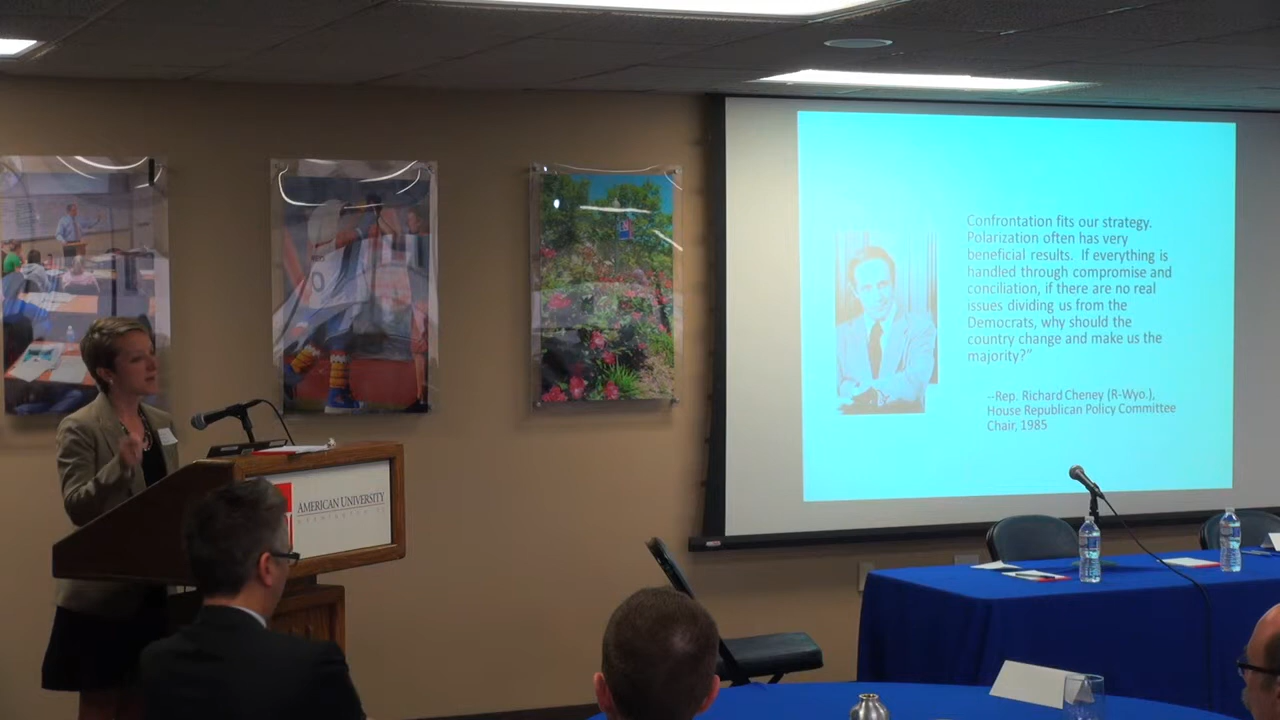 Confrontation fits our strategy.
Polarization often has very
beneficial results.  If everything is
handled through compromise and
conciliation, if there are no real
issues dividing us from the
Democrats, why should the
country change and make us the
majority?”
--Rep. Richard Cheney (R-Wyo.),
House Republican Policy Committee
Chair, 1985
AMERICAN UNIVERSITY